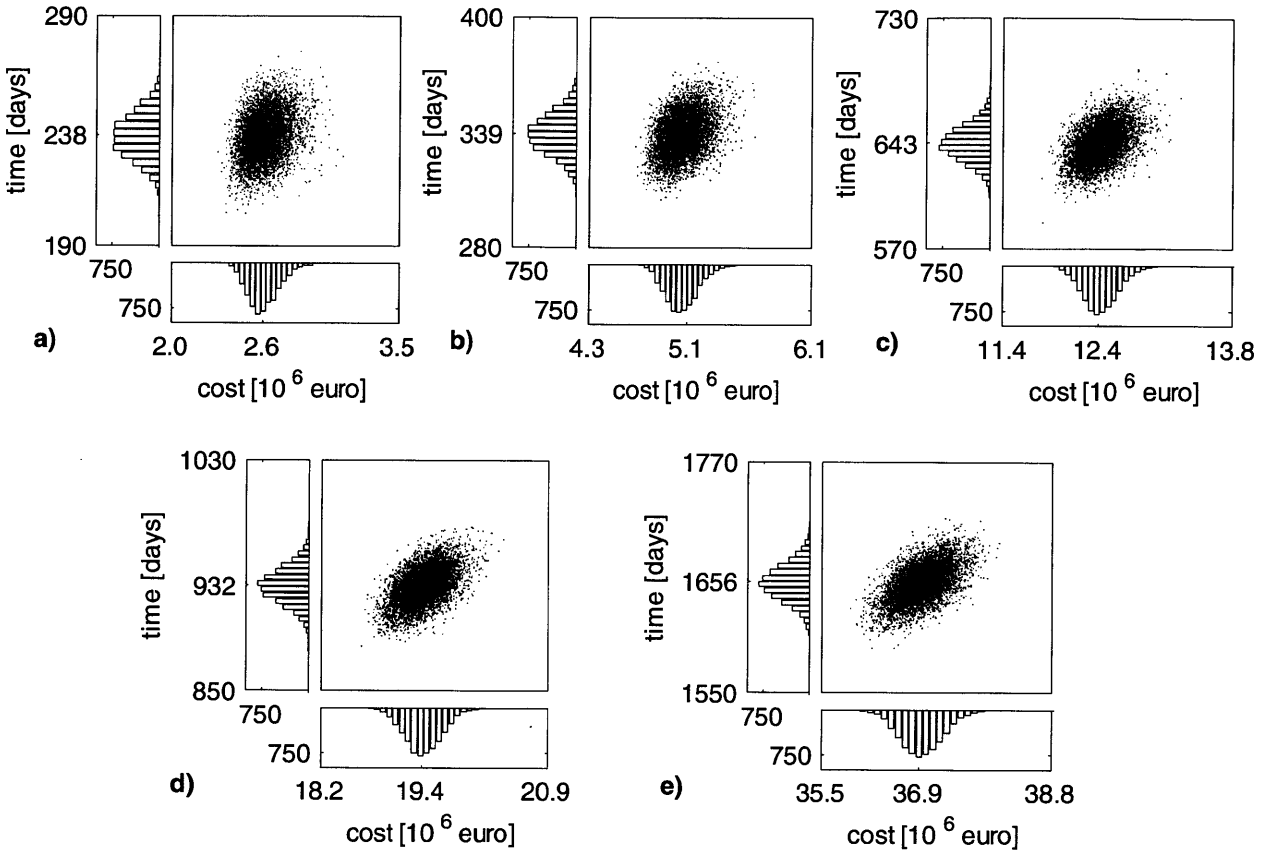 290
238
190
time [days]
750
750
2.0 2.6 3.5
cost [10 6 euro]
a)
400
339
280
time [days]
750
750
4.3 5.1 6.1
cost [10 6 euro]
b)
730
643
570
time [days]
750
750
11.4 12.4 13.8
cost [10 6 euro]
c)
1030
932
850
time [days]
750
750
18.2 19.4 20.9
cost [10 6 euro]
d)
1770
1656
1550
time [days]
750
750
35.5 36.9 38.8
cost [10 6 euro]
e)